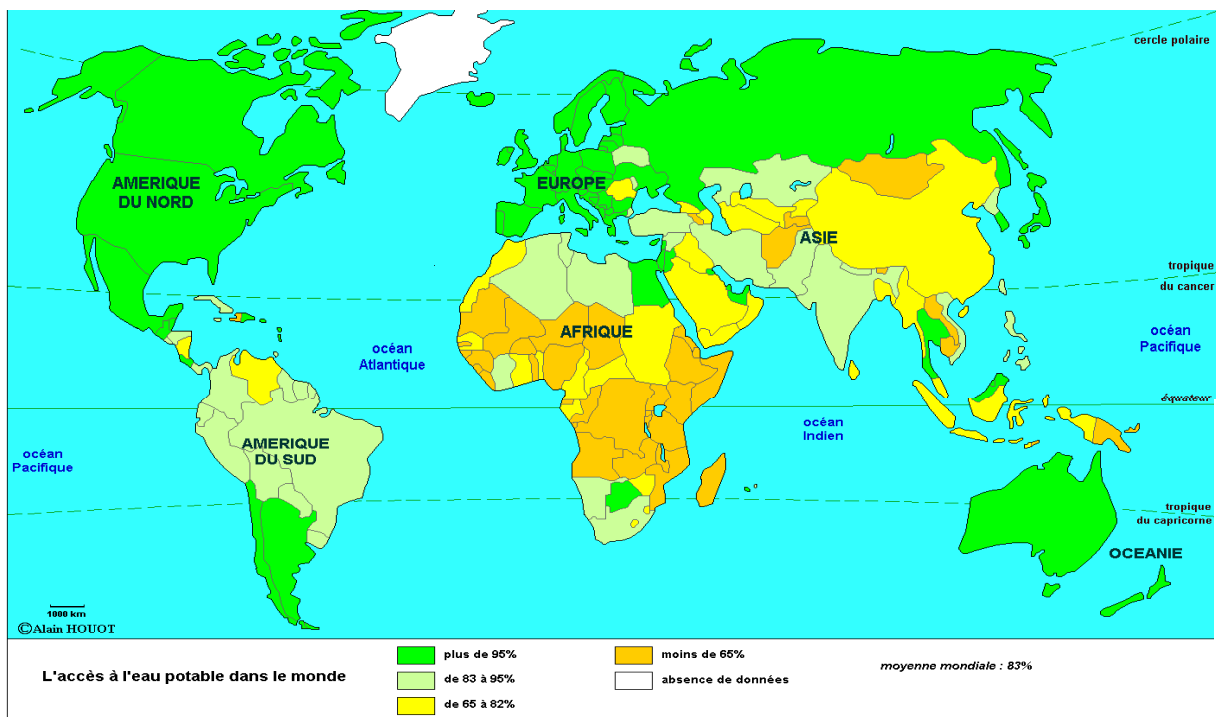 cercle polaire
AMÉRIQUE
DU NORD
EUROPE
ASIE
tropique
du cancer
AFRIQUE
océan
Atlantique
océan
Pacifique
équateur
océan
Indien
AMÉRIQUE
DU SUD
océan
Pacifique
tropique
du capricorne
OCEANIE
1000 km
©Alain HOUOT
L'accès à l'eau potable dans le monde
plus de 95%
de 83 à 95%
de 65 à 82%
moins de 65%
absence de données
moyenne mondiale : 83%